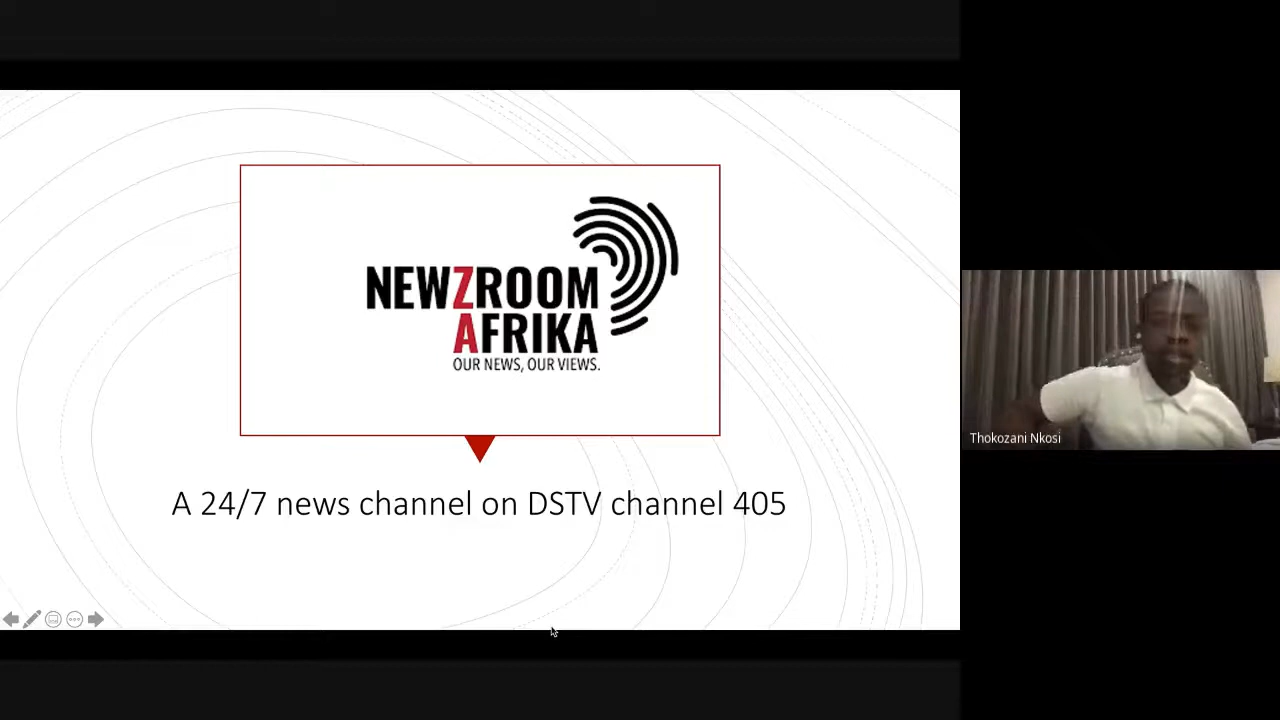 NEWZROOM
AFRIKA
OUR NEWS, OUR VIEWS.
A 24/7 news channel on DSTV channel 405
Thokozani Nkosi